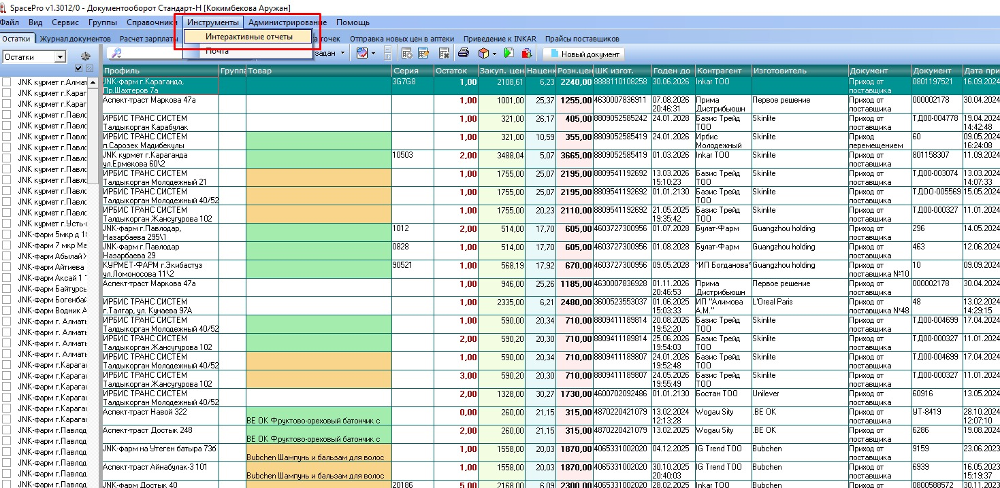 SpacePro v1.3012/0 - Документооборот Стандарт-Н [Кокимбекова Аружан]
Файл Вид Сервис Группы Справочники Инструменты Администрирование Помощь
Интерактивные отчеты
Почта
Остатки Журнал документов Расчет зарплаты точек Отправка новых цен в аптеки Приведение к INKAR Прайсы поставщиков
Остатки задан Новый документ
Профиль Группа Товар Серия Остаток Закуп. цен Наценк Розн.цен ШК изгот. Годен до Контрагент Изготовитель Документ Документ Дата при
JNK-фарм г.Караганда, Пр.Шахтеров 7а 3G7G8 1,00 2108,61 6,23 2240,00 8888110108258 30.06.2026 Inkar ТОО Приход от поставщика 0801197521 16.09.2024
Аспект-траст Маркова 47а 1,00 1001,00 25,37 1255,00 4630007836911 07.08.2026 20:46:31 Прима Дистрибьюшн Первое решение Приход от поставщика 000002178 30.04.2024
ИРБИС ТРАНС СИСТЕМ Талдыкорган Карабулак 1,00 321,00 26,17 405,00 8809052585242 24.01.2028 Базис Трейд ТОО Skinlite Приход от поставщика ТД00-004778 19.04.2024 14:42:48
ИРБИС ТРАНС СИСТЕМ п.Сарозек Мадибекулы 1,00 321,00 10,59 355,00 8809052585419 24.01.2026 Ирбис Молодежный Skinlite Приход перемещением 60 09.05.2024 16:24:08
JNK курмет г.Караганда ул.Ермекова 60\2 10503 2,00 3488,04 5,07 3665,00 8809052585419 01.03.2026 Inkar ТОО Skinlite Приход от поставщика 801158307 11.09.2024
ИРБИС ТРАНС СИСТЕМ Талдыкорган Молодежный 21 1,00 1755,00 25,07 2195,00 8809541192692 13.03.2026 15:10:23 Базис Трейд ТОО Skinlite Приход от поставщика ТД00-003074 13.03.2024 14:07:33
ИРБИС ТРАНС СИСТЕМ Талдыкорган Молодежный 40/52 1,00 1755,00 25,07 2195,00 8809541192692 01.01.2130 Базис Трейд ТОО Skinlite Приход от поставщика ТДОО-005569 15.05.2024
ИРБИС ТРАНС СИСТЕМ Талдыкорган Жансугурова 102 1,00 1755,00 20,23 2110,00 8809541192692 21.05.2025 19:35:42 Базис Трейд ТОО Skinlite Приход от поставщика ТД00-000327 11.01.2024
JNK-фарм г.Павлодар, Назарбаева 295\1 1012 2,00 514,00 17,70 605,00 4603727300956 01.07.2028 Булат-Фарм Guangzhou holding Приход от поставщика 296 14.05.2024
JNK-фарм г.Павлодар Назарбаева 29 0828 1,00 514,00 17,70 605,00 4603727300956 01.08.2028 Булат-Фарм Guangzhou holding Приход от поставщика 463 12.06.2024
КУРМЕТ-ФАРМ г.Экибастуз ул.Ломоносова 11\2 90521 1,00 568,19 17,92 670,00 4603727300956 09.05.2028 *ИП Богданова* Guangzhou holding Приход от поставщика №10 10 09.09.2024
Аспект-траст Маркова 47а 1,00 946,00 25,26 1185,00 4630007836928 01.11.2026 20:46:53 Прима Дистрибьюшн Первое решение Приход от поставщика 000002178 30.04.2024
ИРБИС ТРАНС СИСТЕМ г.Талгар, ул. Кунаева 97А 1,00 2335,00 6,21 2480,00 3600523553037 01.06.2025 15:03:33 ИП "Алимова А.М." L'Oreal Paris Приход от поставщика №48 48 13.02.2024 14:29:15
ИРБИС ТРАНС СИСТЕМ Талдыкорган Молодежный 40/52 1,00 590,00 20,34 710,00 8809411189814 20.08.2026 19:52:20 Базис Трейд ТОО Skinlite Приход от поставщика ТД00-004699 17.04.2024
ИРБИС ТРАНС СИСТЕМ Талдыкорган Жансугурова 102 2,00 590,20 20,30 710,00 8809411189814 25.06.2026 19:54:03 Базис Трейд ТОО Skinlite Приход от поставщика ТД00-000327 11.01.2024
ИРБИС ТРАНС СИСТЕМ Талдыкорган Молодежный 40/52 1,00 590,00 20,34 710,00 8809411189807 24.01.2026 19:52:48 Базис Трейд ТОО Skinlite Приход от поставщика ТД00-004699 17.04.2024
ИРБИС ТРАНС СИСТЕМ Талдыкорган Жансугурова 102 3,00 590,20 20,30 710,00 8809411189807 24.05.2026 19:55:49 Базис Трейд ТОО Skinlite Приход от поставщика ТД00-000327 11.01.2024
ИРБИС ТРАНС СИСТЕМ Талдыкорган Молодежный 40/52 2,00 1328,00 30,27 1730,00 4600702092486 01.01.2130 Бостан ТОО Unilever Приход от поставщика 60916 13.05.2024
Аспект-траст Навой 322 BE OK Фруктово-ореховый батончик с 0,00 260,00 21,15 315,00 4870220421079 13.02.2024 12:13:28 Wogau Sity .BE OK Приход от поставщика УТ-8419 28.10.2024 12:07:10
Аспект-траст Достык 248 BE OK Фруктово-ореховый батончик с 2,00 260,00 21,15 315,00 4870220421079 13.02.2025 Wogau Sity .BE OK Приход от поставщика 6286 19.08.2024
JNK-фарм на Утеген батыра 73б Bubchen Шампунь и бальзам для волос 1,00 1558,00 20,03 1870,00 4065331002020 04.12.2025 IG Trend ТОО Bubchen Приход от поставщика 9159 23.06.2023
Аспект-траст Айнабулак-3 101 Bubchen Шампунь и бальзам для волос 1,00 1558,00 20,03 1870,00 4065331002020 30.10.2025 20:40:03 IG Trend ТОО Bubchen Приход от поставщика 6939 16.05.2023 15:19:37
JNK-фарм Достык 40 20186 5,00 2168,00 6,09 2300,00 4065331002020 28.02.2025 Inkar ТОО Bubchen Приход от 0800588572 30.11.2023
JNK курмет г.Алмат
JNK курмет г.Караг
JNK курмет г.Караг
JNK курмет г.Павло
JNK курмет г.Павло
JNK курмет г.Павло
JNK курмет г.Павло
JNK курмет г.Павло
JNK курмет г.Павло
JNK курмет г.Павло
JNK курмет г.Павло
JNK курмет г.Павло
JNK курмет г.Павло
JNK курмет г.Усть-
JNK-фарм 5мкр д 18
JNK-фарм 7 мкр Ма
JNK-фарм Абылай Х
JNK-фарм Айтиева
JNK-фарм Аксай 1
JNK-фарм Байтурсы
JNK-фарм Богенбай
JNK-фарм Водник А
JNK-фарм г. Алмать
JNK-фарм г. Алмать
JNK-фарм г. Алмать
JNK-фарм г. Алмать
JNK-фарм г.Карага
JNK-фарм г.Карага
JNK-фарм г.Карага
JNK-фарм г.Карага
JNK-фарм г.Карага
JNK-фарм г.Карага
JNK-фарм г.Павлод
JNK-фарм г.Павлод
JNK-фарм г.Павлод
JNK-фарм г.Павлод
JNK-фарм г.Павлод
JNK-фарм г.Павлод